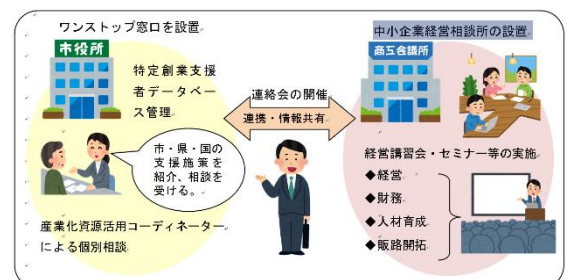 ワンストップ窓口を設置
市役所
特定創業支援
者データベー
ス管理
市・県・国の
支援施策を
紹介、相談を
受ける。
産業化資源活用コーディネーター
による個別相談
連絡会の開催
連携・情報共有
中小企業経営相談所の設置
商工会議所
経営講習会・セミナー等の実施
◆経営
◆財務
◆人材育成
◆販路開拓